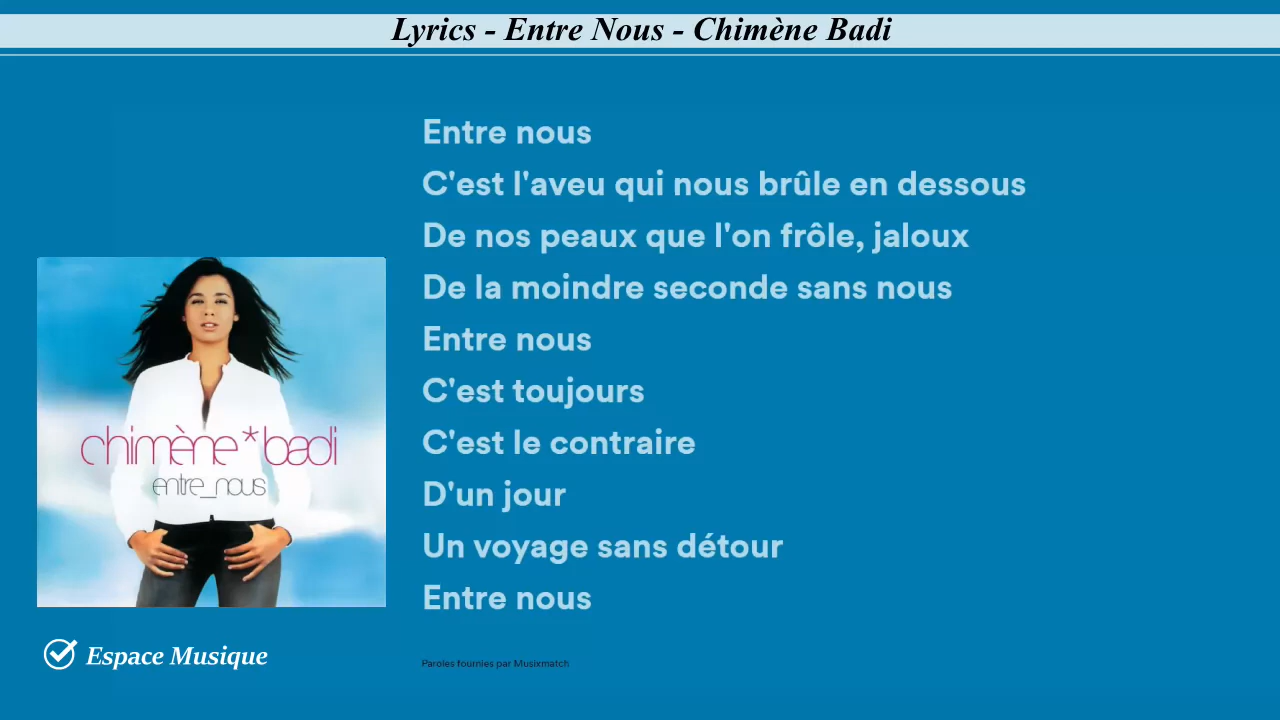 Lyrics - Entre Nous - Chimène Badi
Entre nous
C'est l'aveu qui nous brûle en dessous
De nos peaux que l'on frôle, jaloux
De la moindre seconde sans nous
Entre nous
C'est toujours
C'est le contraire
D'un jour
Un voyage sans détour
Entre nous
chimène*badi
entre_nous
Espace Musique
Paroles fournies par Musixmatch